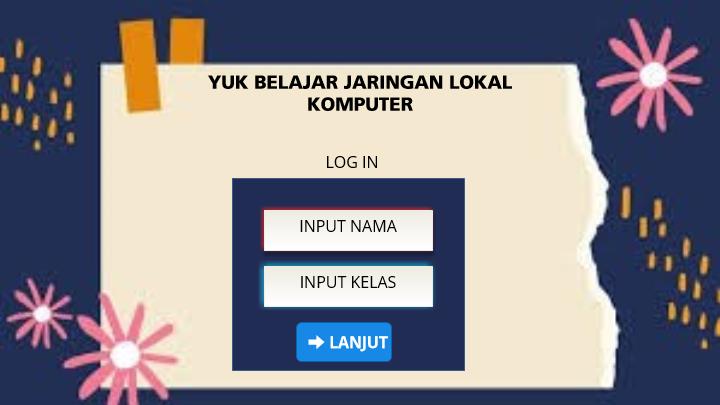 YUK BELAJAR JARINGAN LOKAL
KOMPUTER
LOG IN
INPUT NAMA
INPUT KELAS
LANJUT